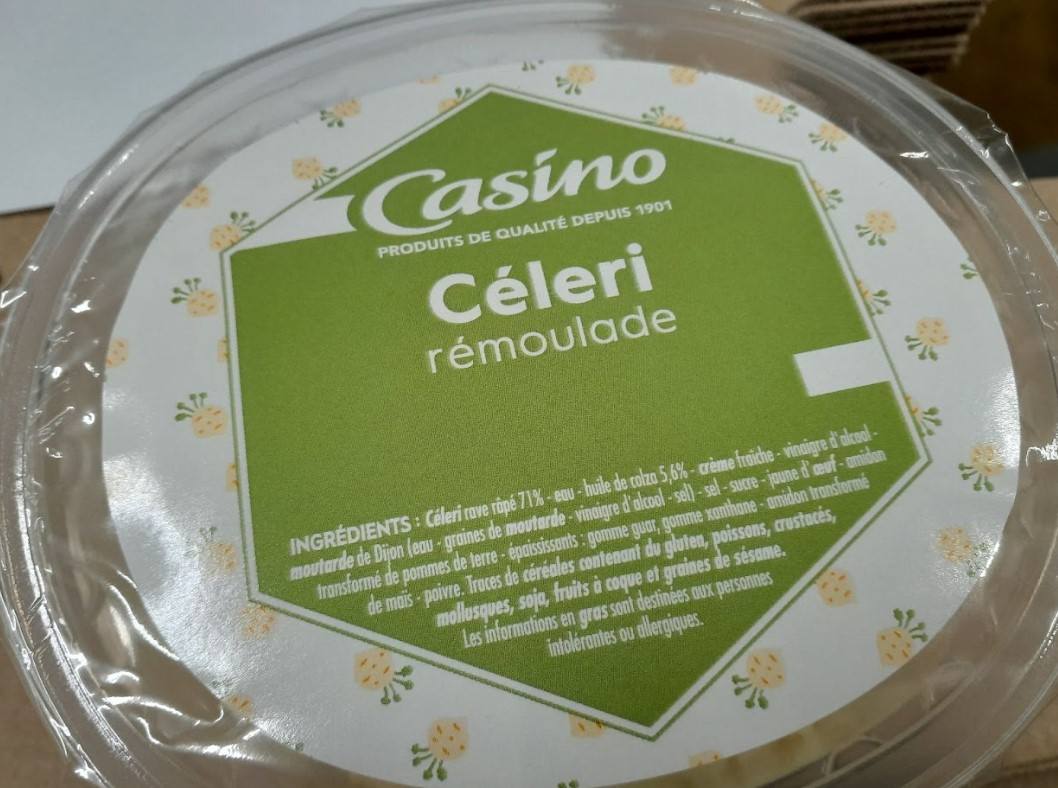 Casino
PRODUITS DE QUALITÉ DEPUIS 1901
Céleri
rémoulade
INGRÉDIENTS : Céleri rave râpé 71% - eau - huile de colza 5,6% - crème fraîche - vinaigre d'alcool -
moutarde de Dijon (eau - graines de moutarde - vinaigre d'alcool - sel) - sel - sucre - jaune d'œuf - amidon
transformé de pommes de terre - épaississants : gomme guar, gomme xanthane - amidon transformé
de maïs - poivre. Traces de céréales contenant du gluten, poissons, crustacés,
mollusques, soja, fruits à coque et graines de sésame.
Les informations en gras sont destinées aux personnes
intolérantes ou allergiques.